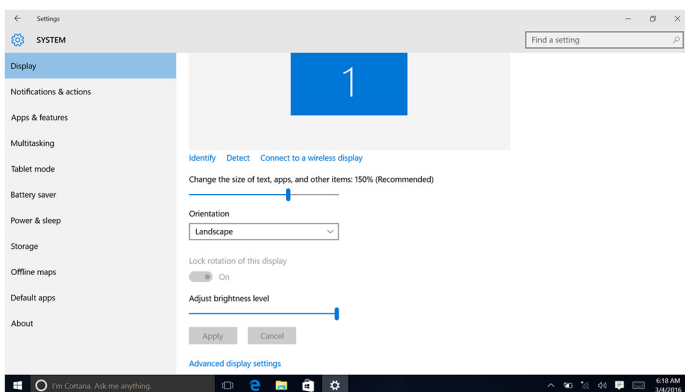 Settings
SYSTEM
Find a setting
Display
Notifications & actions
Apps & features
Multitasking
Tablet mode
Battery saver
Power & sleep
Storage
Offline maps
Default apps
About
1
Identify Detect Connect to a wireless display
Change the size of text, apps, and other items: 150% (Recommended)
Orientation
Landscape
Lock rotation of this display
On
Adjust brightness level
Apply Cancel
Advanced display settings
I'm Cortana. Ask me anything.
6:18 AM
3/4/2016